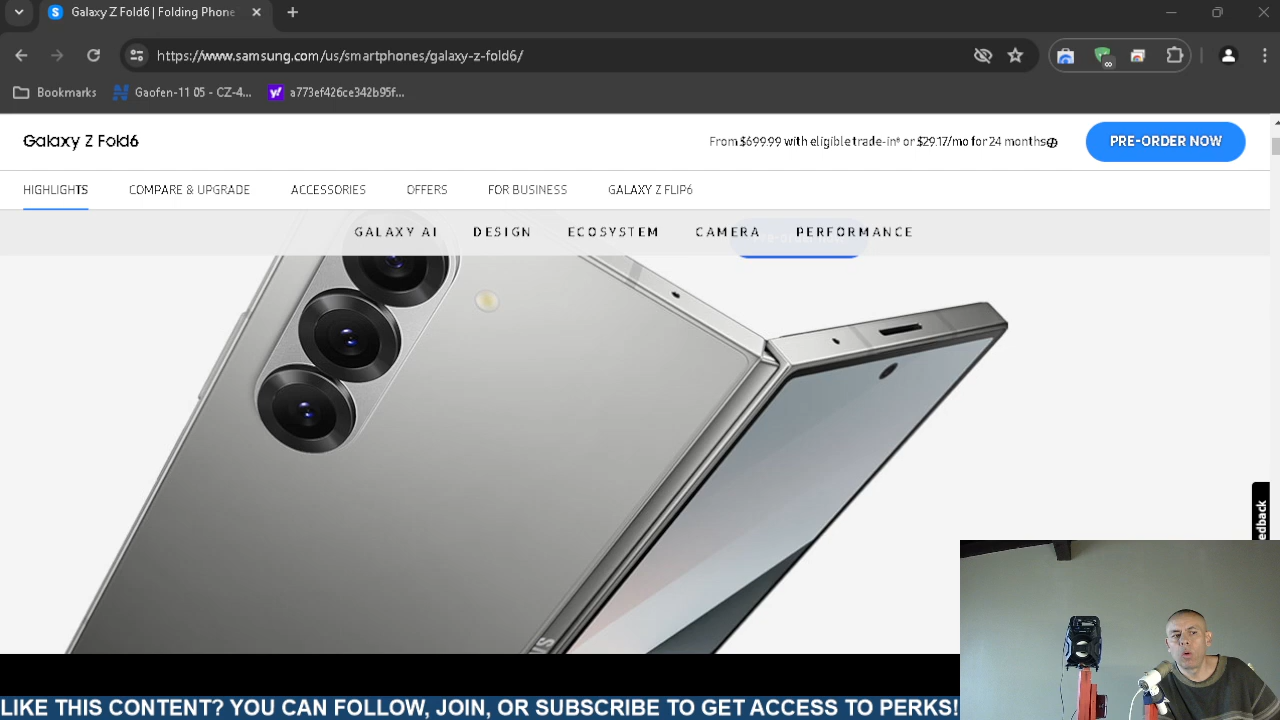 Galaxy Z Fold6 | Folding Phone
https://www.samsung.com/us/smartphones/galaxy-z-fold6/
Bookmarks
Gaofen-11 05 - CZ-4...
a773ef426ce342b95f...
Galaxy Z Fold6
From $699.99 with eligible trade-in* or $29.17/mo for 24 months
PRE-ORDER NOW
HIGHLIGHTS
COMPARE & UPGRADE
ACCESSORIES
OFFERS
FOR BUSINESS
GALAXY Z FLIP6
GALAXY AI
DESIGN
ECOSYSTEM
CAMERA
PERFORMANCE
edback
LIKE THIS CONTENT? YOU CAN FOLLOW, JOIN, OR SUBSCRIBE TO GET ACCESS TO PERKS!